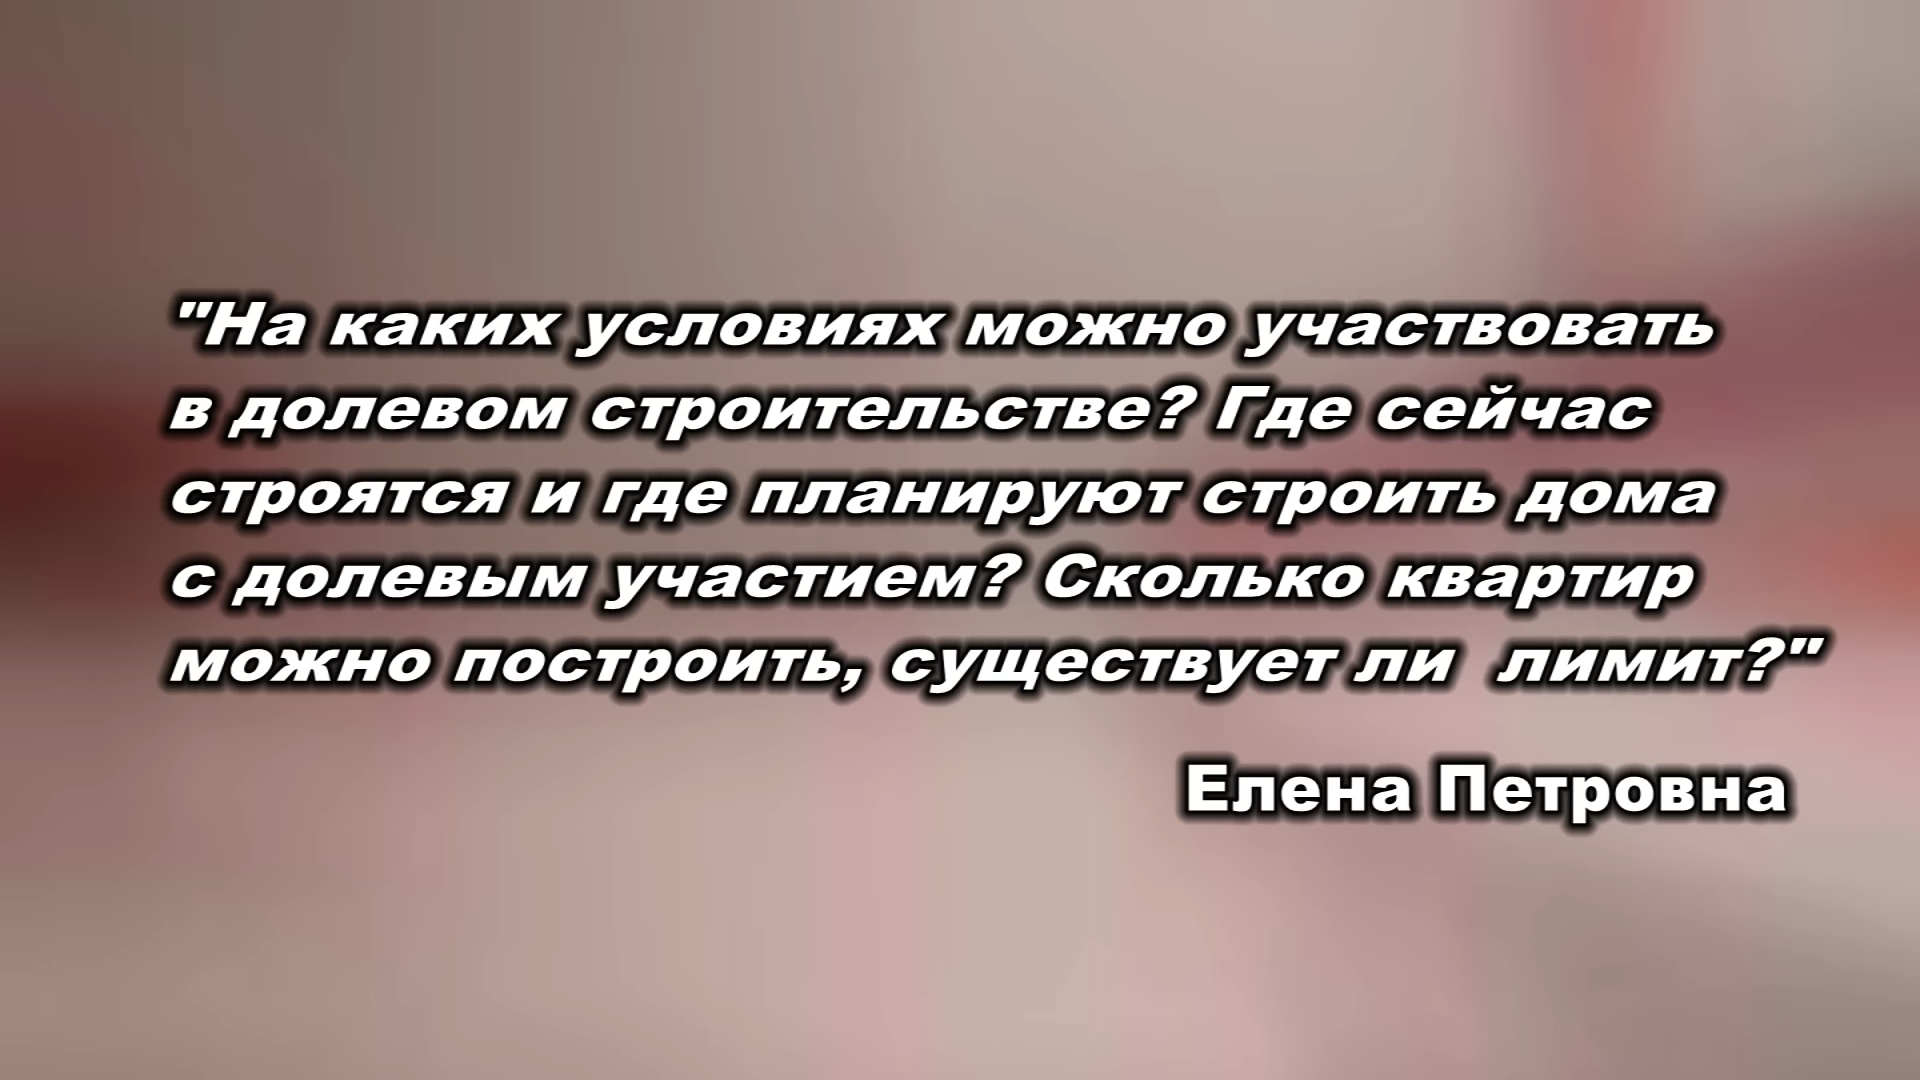 "На каких условиях можно участвовать
в долевом строительстве? Где сейчас
строятся и где планируют строить дома
с долевым участием? Сколько квартир
можно построить, существует ли  лимит?"
Елена Петровна